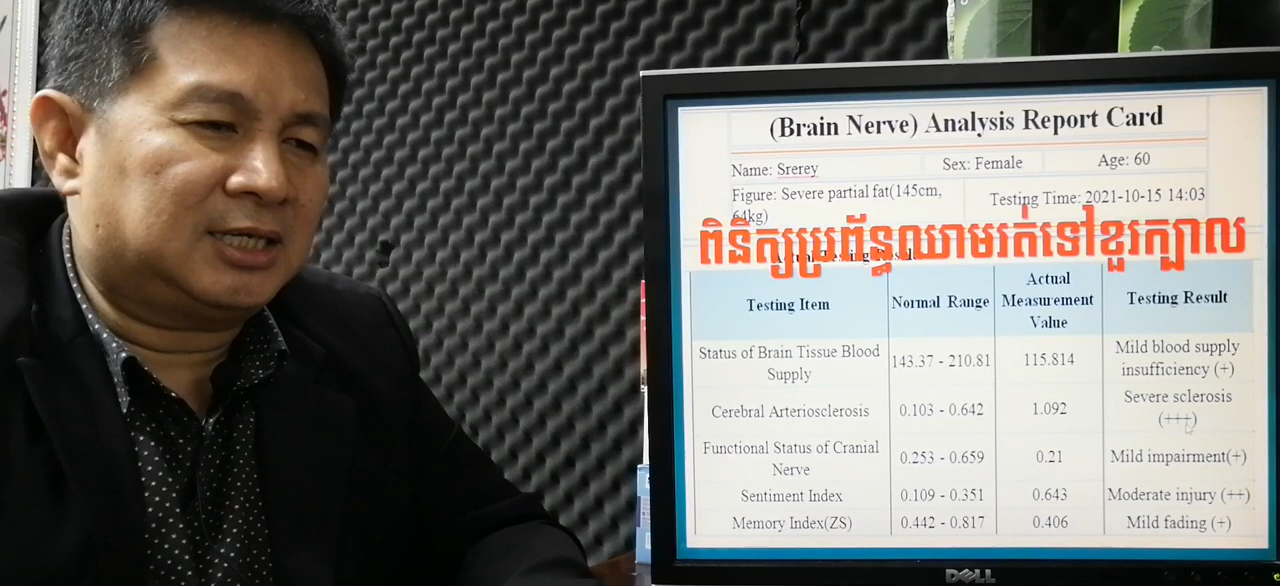 (Brain Nerve) Analysis Report Card
Name: Srerey Sex: Female Age: 60
Figure: Severe partial fat(145cm, 64kg) Testing Time: 2021-10-15 14:03
ពិនិត្យប្រព័ន្ធឈាមរត់ទៅខួរក្បាល
Actual Testing Results
Testing Item Normal Range Actual Measurement Value Testing Result
Status of Brain Tissue Blood Supply 143.37 - 210.81 115.814 Mild blood supply insufficiency (+)
Cerebral Arteriosclerosis 0.103 - 0.642 1.092 Severe sclerosis (+++)
Functional Status of Cranial Nerve 0.253 - 0.659 0.21 Mild impairment(+)
Sentiment Index 0.109 - 0.351 0.643 Moderate injury (++)
Memory Index(ZS) 0.442 - 0.817 0.406 Mild fading (+)
DELL